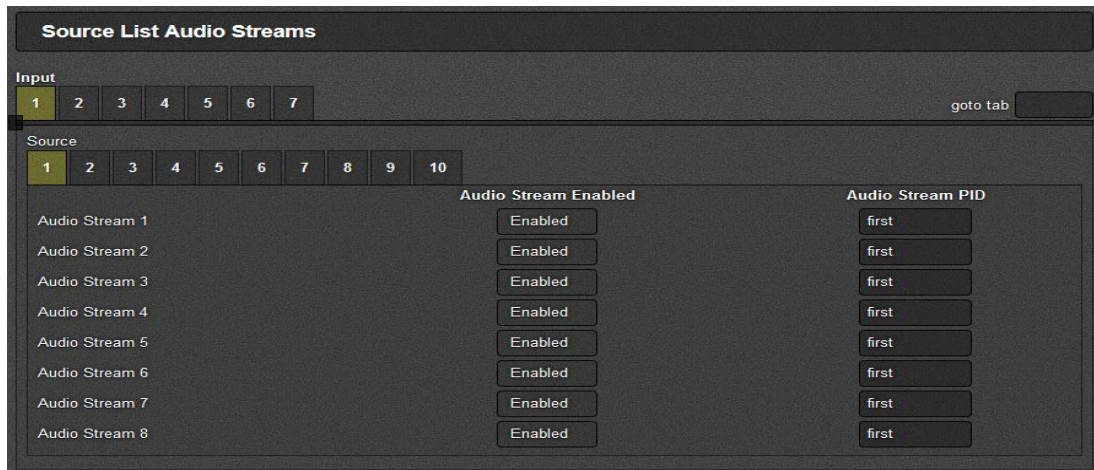 Source List Audio Streams
Input
1 2 3 4 5 6 7 goto tab
Source
1 2 3 4 5 6 7 8 9 10
Audio Stream Enabled Audio Stream PID
Audio Stream 1 Enabled first
Audio Stream 2 Enabled first
Audio Stream 3 Enabled first
Audio Stream 4 Enabled first
Audio Stream 5 Enabled first
Audio Stream 6 Enabled first
Audio Stream 7 Enabled first
Audio Stream 8 Enabled first